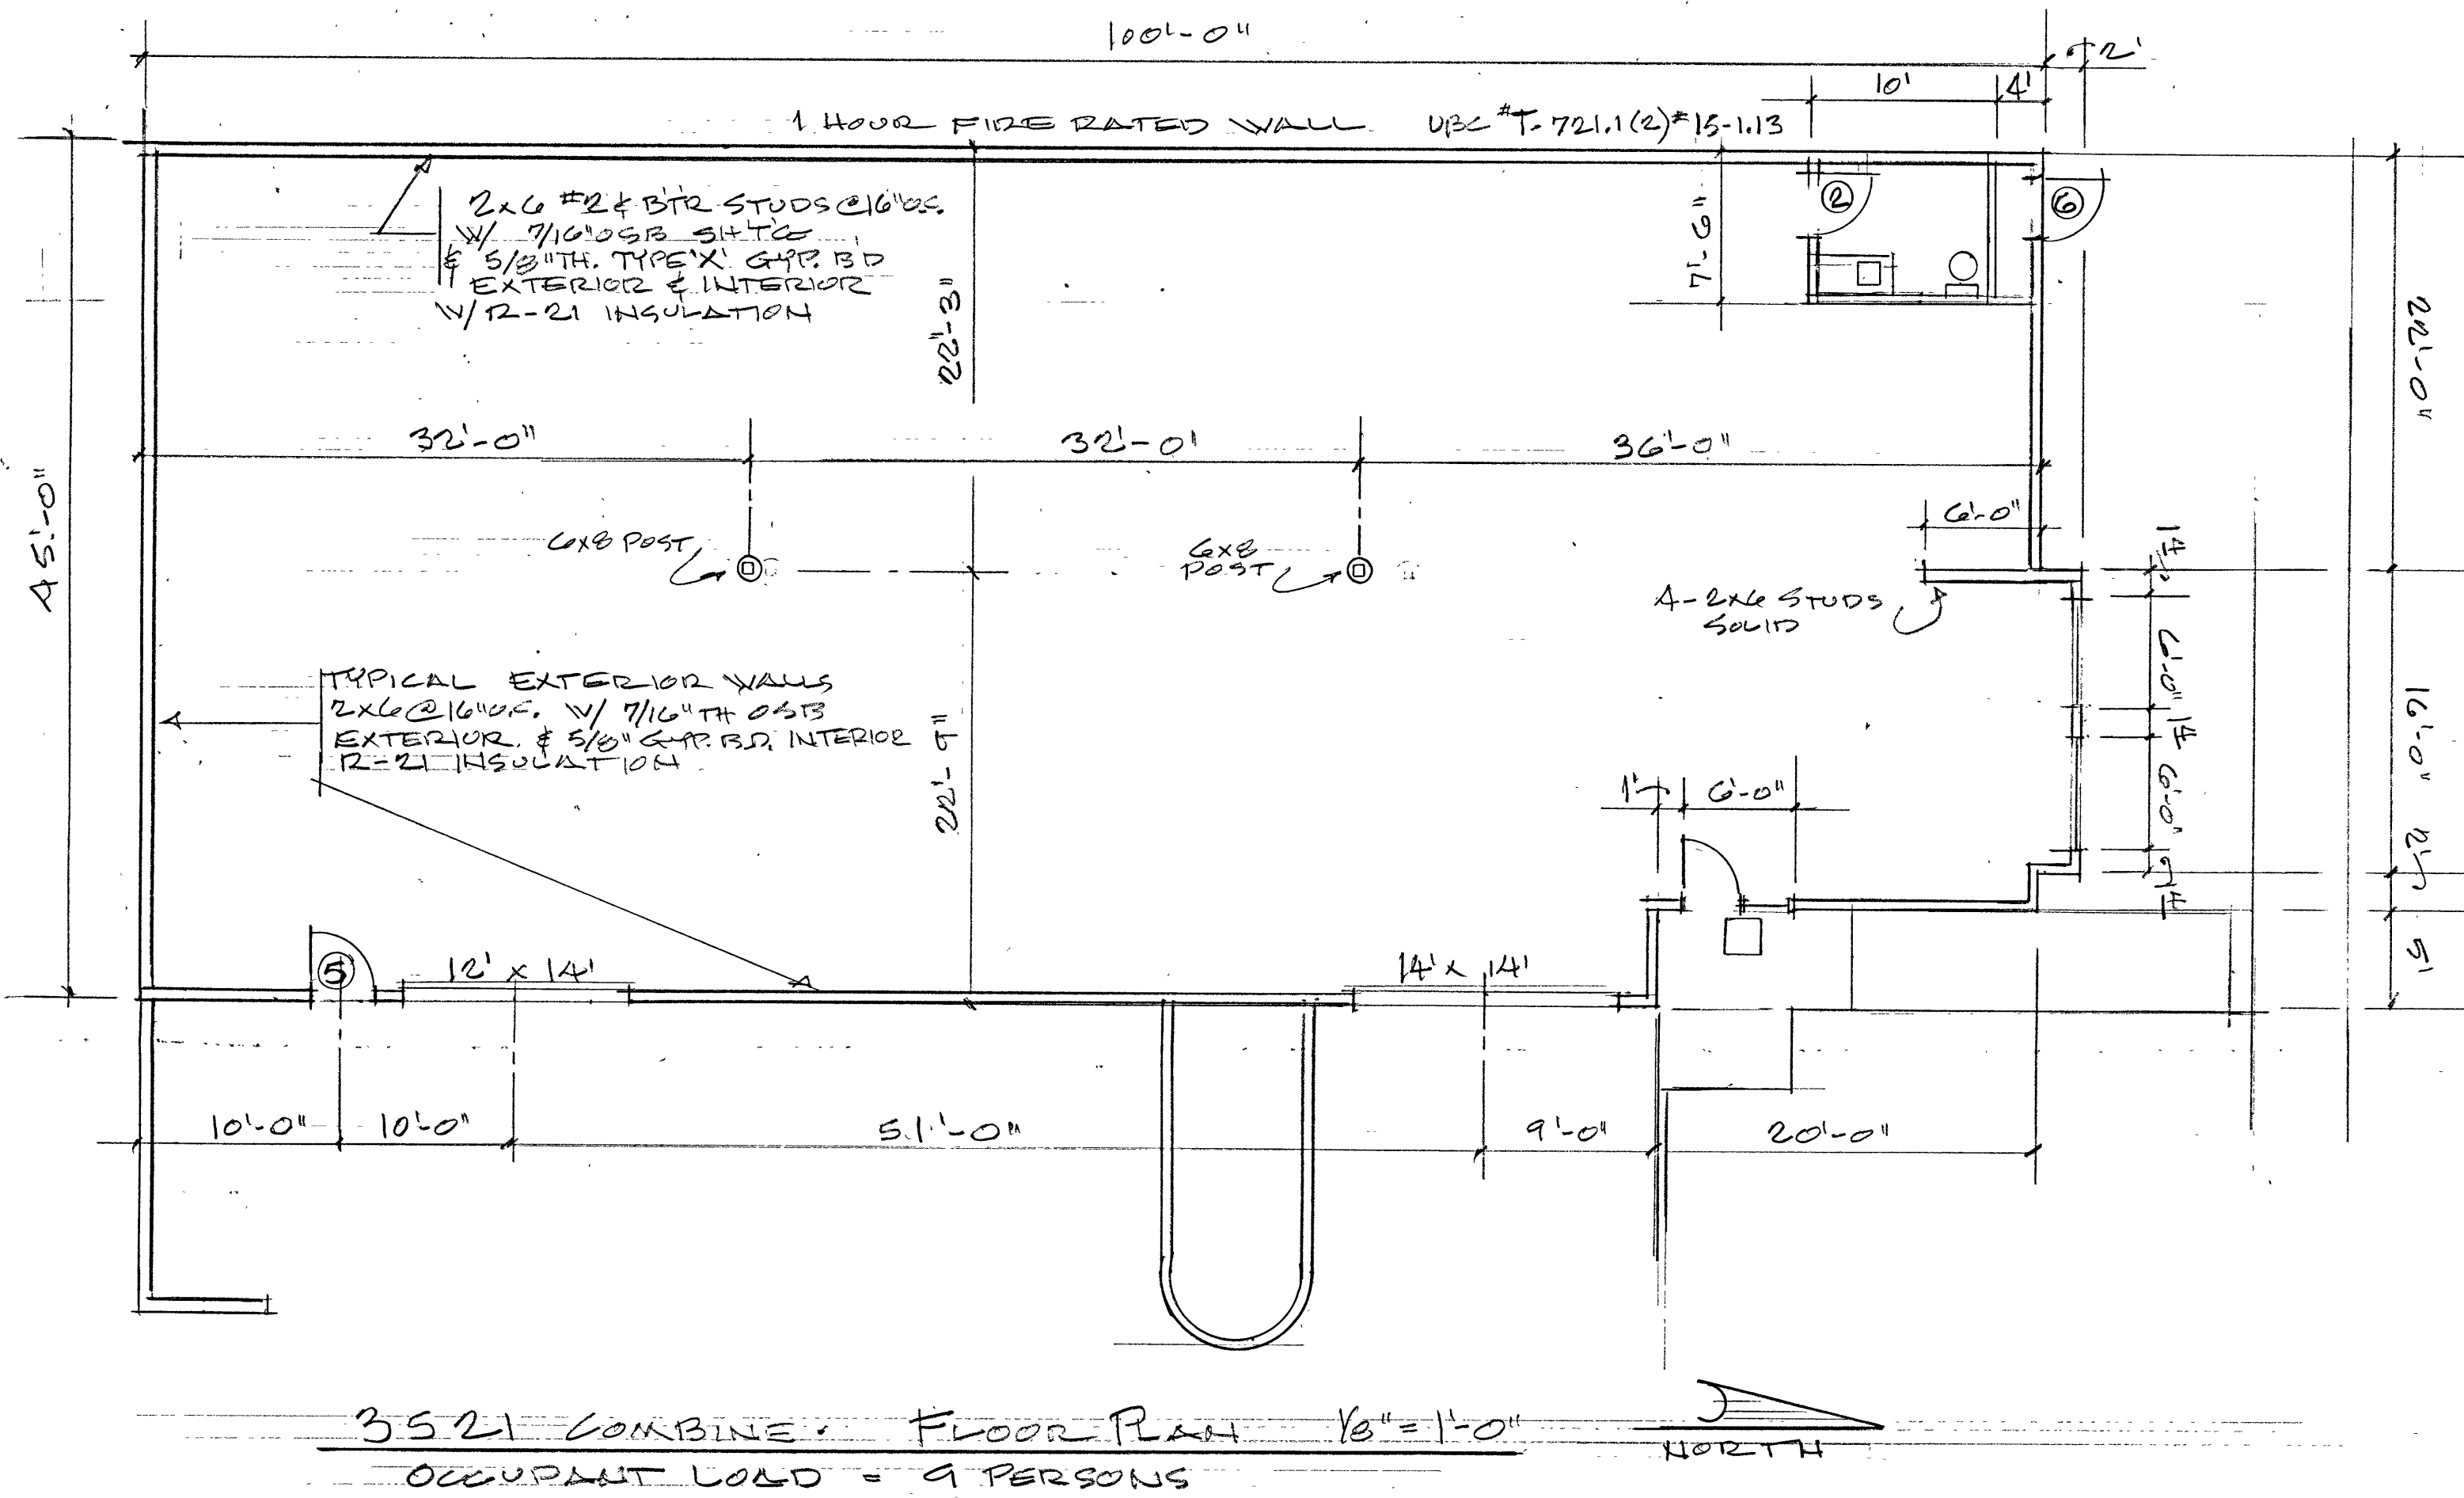 100'-0"
2'
10'
4'
1 HOUR FIRE RATED WALL UBC #T-721.1(2)#15-1.13
2x6 #2 & BTR STUDS @16"O.C.
W/ 7/16"OSB SHT'G
& 5/8"TH. TYPE'X' GYP. B'D
EXTERIOR & INTERIOR
W/ R-21 INSULATION
22'-3"
7'-6"
2
6
22'-0"
32'-0"
32'-0'
36'-0"
45'-0"
6'-0"
6x8 POST
6x8
POST
4-2x6 STUDS
SOLID
14"
6'-0"
14
6'-0"
14
16'-0"
2'
5'
TYPICAL EXTERIOR WALLS
2x6@16"O.C. W/ 7/16"TH OSB
EXTERIOR. & 5/8" GYP. BD. INTERIOR
R-21 INSULATION
22'-9"
1'
6'-0"
5
12' x 14'
14' x 14'
10'-0"
10'-0"
51'-0"
9'-0"
20'-0"
3521 COMBINE. FLOOR PLAN 1/8"=1'-0"
OCCUPANT LOAD = 9 PERSONS
NORTH